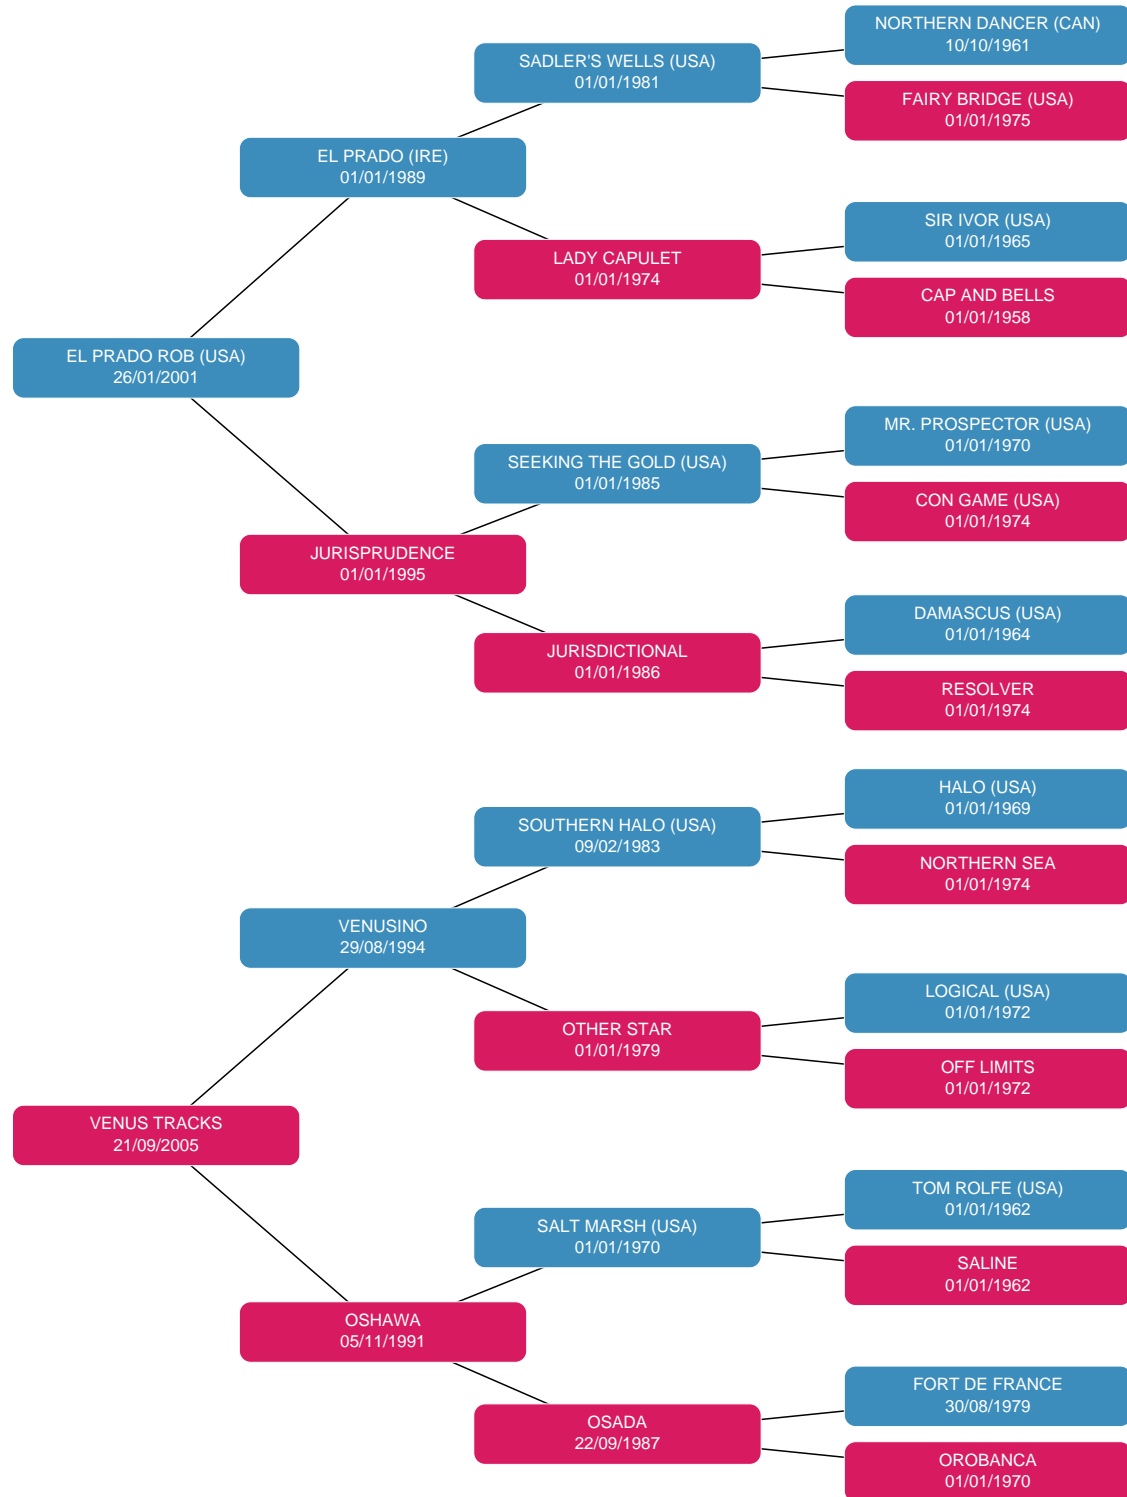 NORTHERN DANCER (CAN)
10/10/1961
SADLER'S WELLS (USA)
01/01/1981
FAIRY BRIDGE (USA)
01/01/1975
EL PRADO (IRE)
01/01/1989
SIR IVOR (USA)
01/01/1965
LADY CAPULET
01/01/1974
CAP AND BELLS
01/01/1958
EL PRADO ROB (USA)
26/01/2001
MR. PROSPECTOR (USA)
01/01/1970
SEEKING THE GOLD (USA)
01/01/1985
CON GAME (USA)
01/01/1974
JURISPRUDENCE
01/01/1995
DAMASCUS (USA)
01/01/1964
JURISDICTIONAL
01/01/1986
RESOLVER
01/01/1974
HALO (USA)
01/01/1969
SOUTHERN HALO (USA)
09/02/1983
NORTHERN SEA
01/01/1974
VENUSINO
29/08/1994
LOGICAL (USA)
01/01/1972
OTHER STAR
01/01/1979
OFF LIMITS
01/01/1972
VENUS TRACKS
21/09/2005
TOM ROLFE (USA)
01/01/1962
SALT MARSH (USA)
01/01/1970
SALINE
01/01/1962
OSHAWA
05/11/1991
FORT DE FRANCE
30/08/1979
OSADA
22/09/1987
OROBANCA
01/01/1970